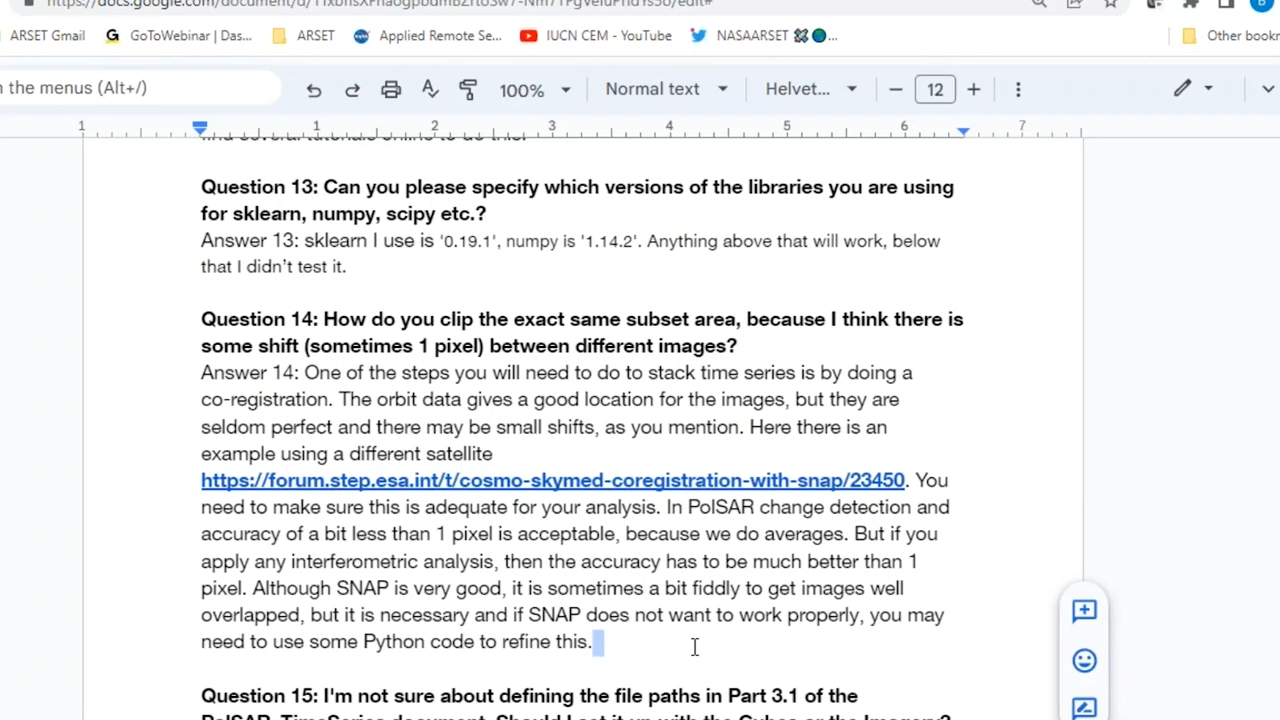 ARSET Gmail GoToWebinar | Das... ARSET Applied Remote Se... IUCN CEM - YouTube NASAARSET Other bookr
n the menus (Alt+/) 100% Normal text Helvet... 12
1 1 2 3 4 5 6 7
Question 13: Can you please specify which versions of the libraries you are using
for sklearn, numpy, scipy etc.?
Answer 13: sklearn I use is '0.19.1', numpy is '1.14.2'. Anything above that will work, below
that I didn't test it.
Question 14: How do you clip the exact same subset area, because I think there is
some shift (sometimes 1 pixel) between different images?
Answer 14: One of the steps you will need to do to stack time series is by doing a
co-registration. The orbit data gives a good location for the images, but they are
seldom perfect and there may be small shifts, as you mention. Here there is an
example using a different satellite
https://forum.step.esa.int/t/cosmo-skymed-coregistration-with-snap/23450. You
need to make sure this is adequate for your analysis. In PolSAR change detection and
accuracy of a bit less than 1 pixel is acceptable, because we do averages. But if you
apply any interferometric analysis, then the accuracy has to be much better than 1
pixel. Although SNAP is very good, it is sometimes a bit fiddly to get images well
overlapped, but it is necessary and if SNAP does not want to work properly, you may
need to use some Python code to refine this.
Question 15: I'm not sure about defining the file paths in Part 3.1 of the